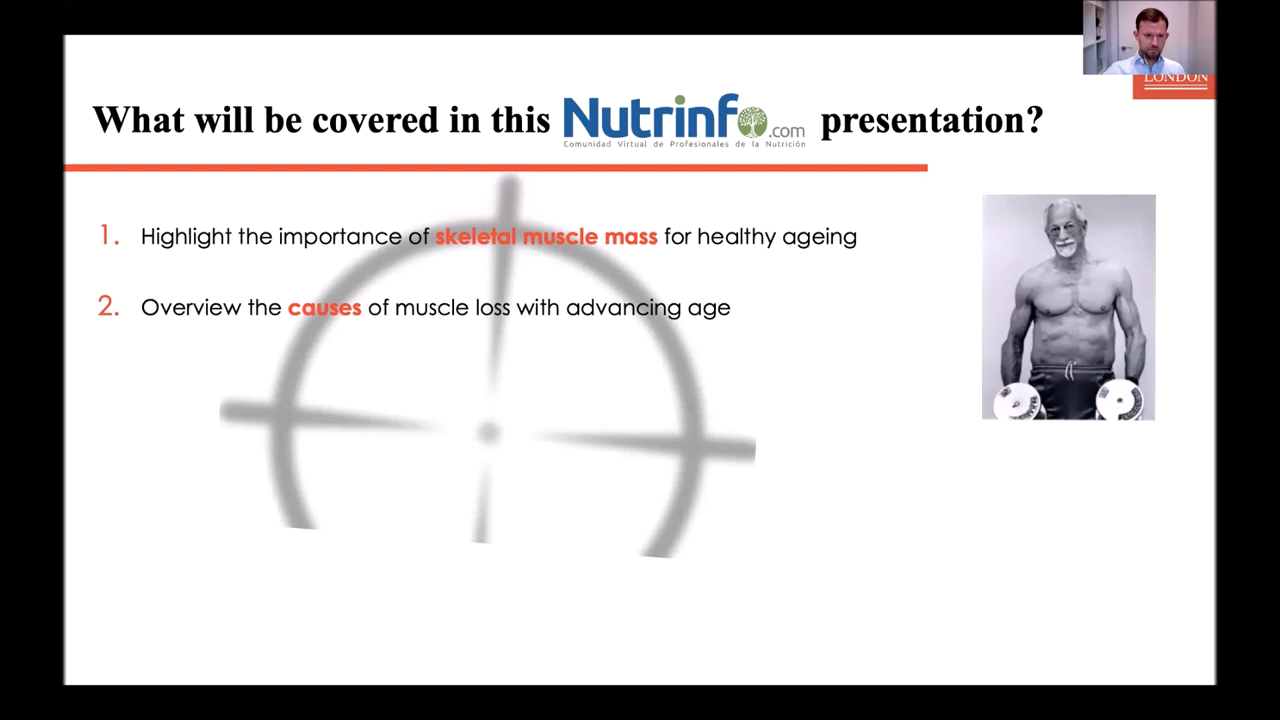 LONDON
What will be covered in this Nutrinfo.com presentation?
Comunidad Virtual de Profesionales de la Nutrición
1. Highlight the importance of skeletal muscle mass for healthy ageing
2. Overview the causes of muscle loss with advancing age